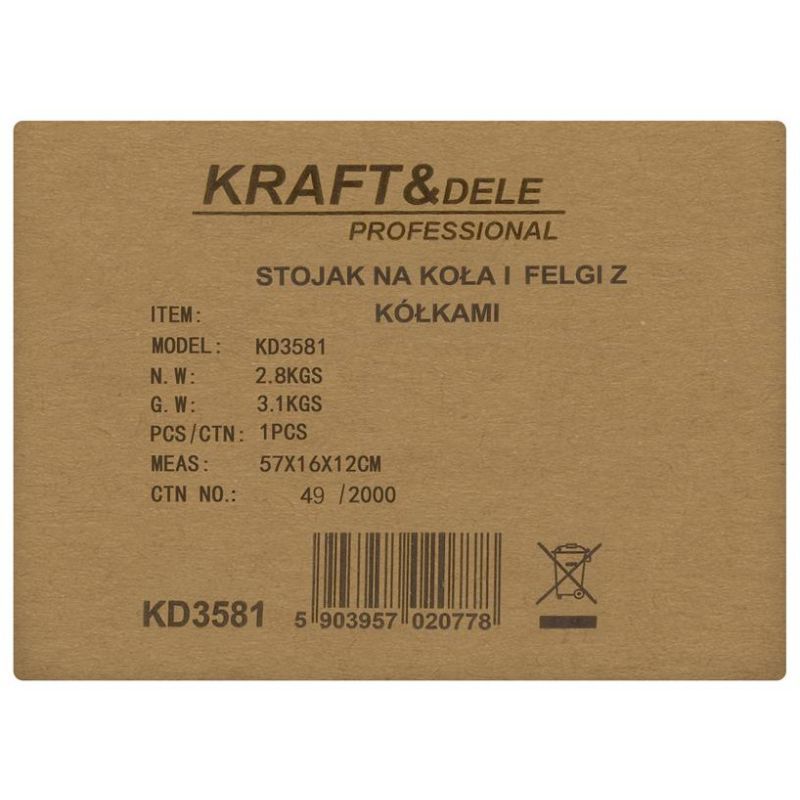 KRAFT&DELE
PROFESSIONAL
STOJAK NA KOŁA I FELGI Z
ITEM: KÓŁKAMI
MODEL: KD3581
N.W: 2.8KGS
G.W: 3.1KGS
PCS/CTN: 1PCS
MEAS: 57X16X12CM
CTN NO.: 49 /2000
KD3581 5 903957 020778